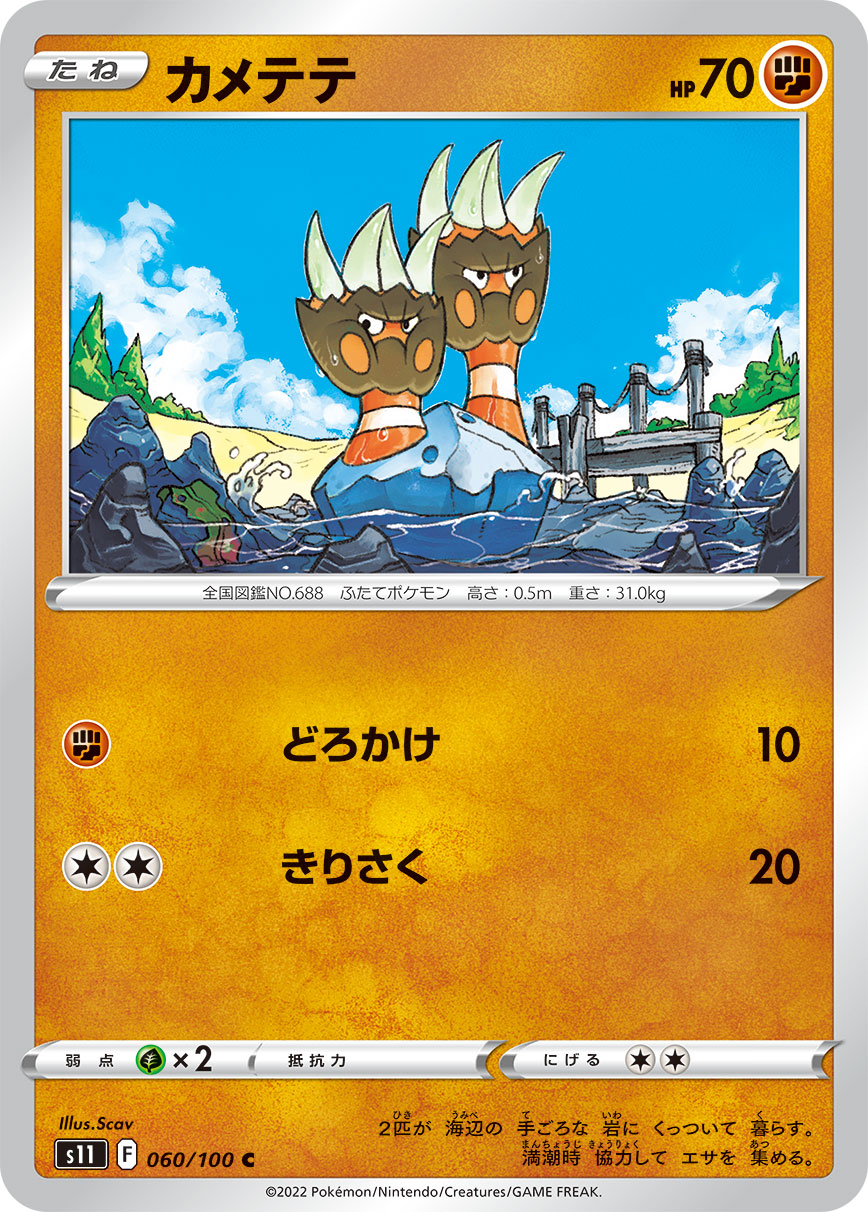 たね カメテテ HP70
全国図鑑NO.688 ふたてポケモン 高さ：0.5m 重さ：31.0kg
どろかけ 10
きりさく 20
弱点 ×2 抵抗力 にげる
Illus.Scav
2匹が 海辺の 手ごろな 岩に くっついて 暮らす。
満潮時 協力して エサを 集める。
s11 F 060/100 C
©2022 Pokémon/Nintendo/Creatures/GAME FREAK.